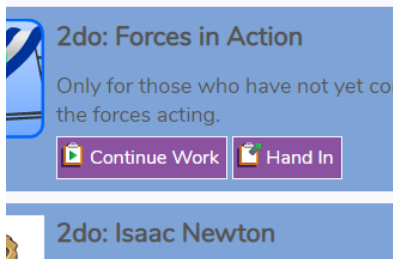 2do: Forces in Action
Only for those who have not yet
the forces acting.
Continue Work Hand In
2do: Isaac Newton